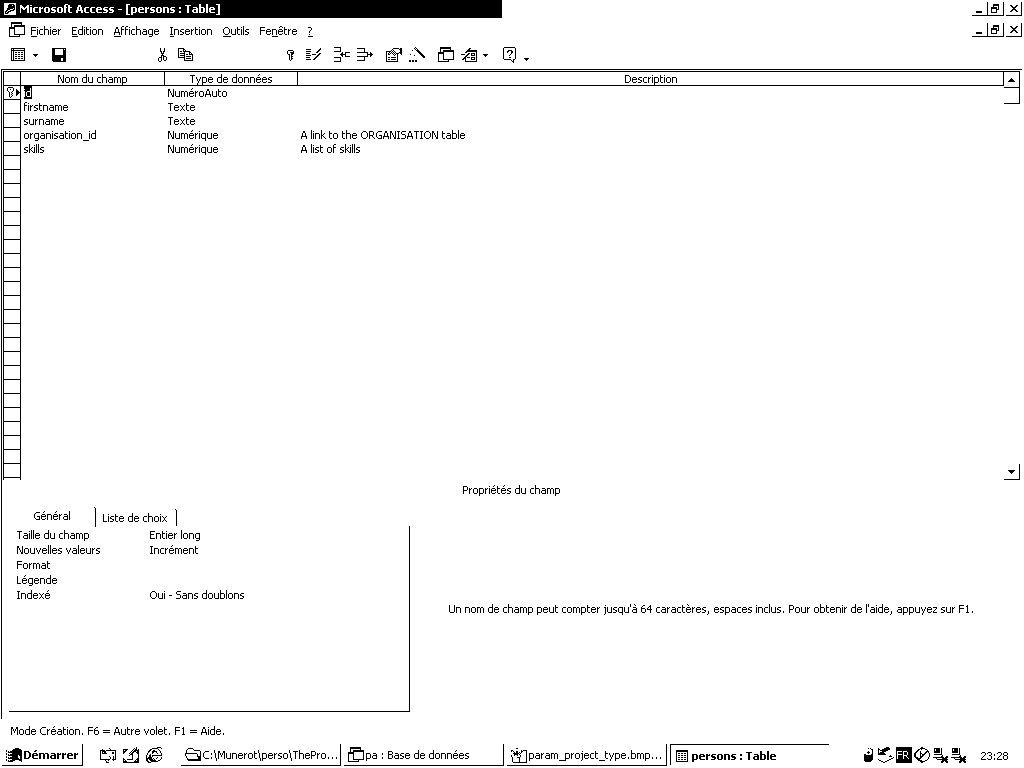 Microsoft Access - [persons : Table]
Fichier Edition Affichage Insertion Outils Fenêtre ?
Nom du champ Type de données Description
id NuméroAuto
firstname Texte
surname Texte
organisation_id Numérique A link to the ORGANISATION table
skills Numérique A list of skills
Propriétés du champ
Général Liste de choix
Taille du champ Entier long
Nouvelles valeurs Incrément
Format
Légende
Indexé Oui - Sans doublons
Un nom de champ peut compter jusqu'à 64 caractères, espaces inclus. Pour obtenir de l'aide, appuyez sur F1.
Mode Création. F6 = Autre volet. F1 = Aide.
Démarrer C:\Munerot\perso\ThePro... pa : Base de données param_project_type.bmp... persons : Table FR 23:28